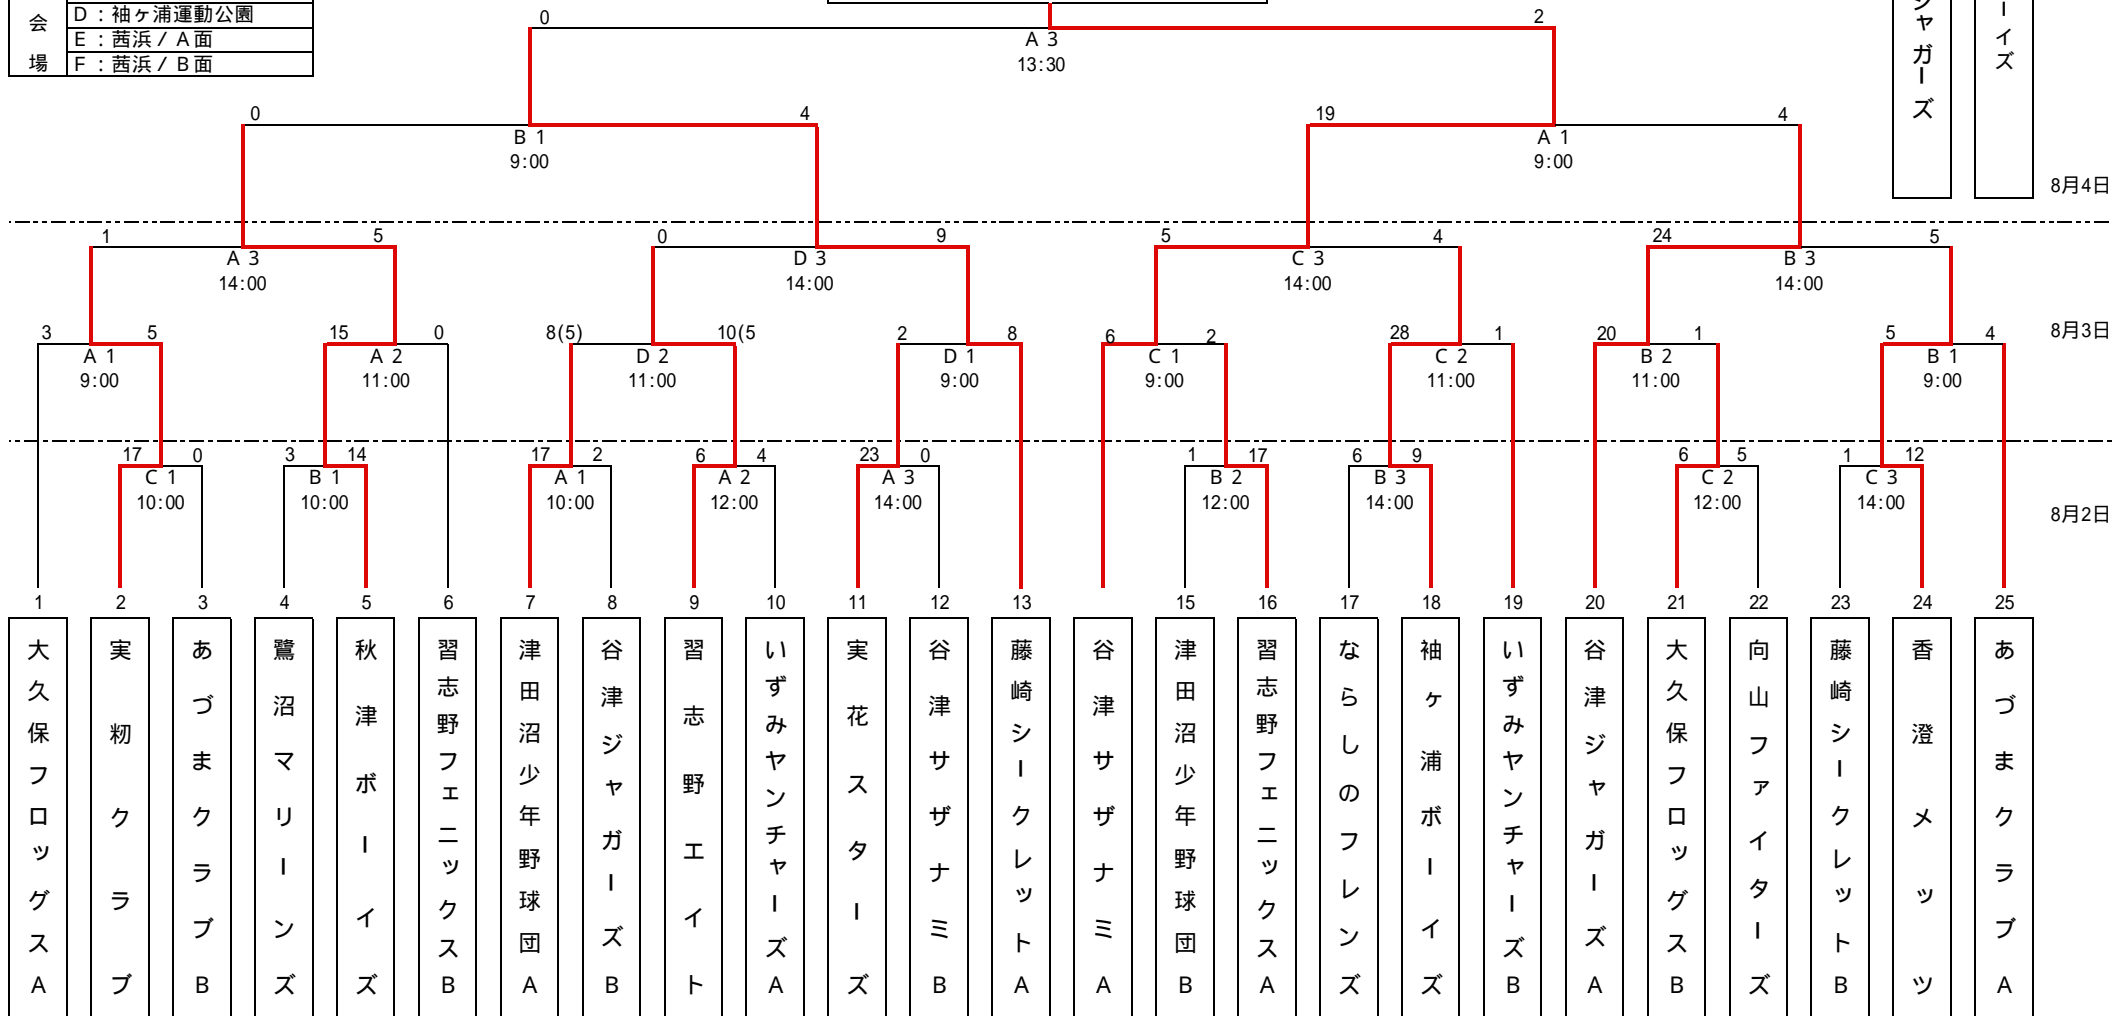 D：袖ヶ浦運動公園
会
E：茜浜/A面
場
F：茜浜/B面
ジャガーズ
ーイズ
0 2
A 3
13:30
0 4 19 4
B 1 A 1
9:00 9:00
8月4日
1 5 0 9 5 4 24 5
A 3 D 3 C 3 B 3
14:00 14:00 14:00 14:00
3 5 15 0 8(5) 10(5 2 8 6 2 28 1 20 1 5 4
8月3日
A 1 A 2 D 2 D 1 C 1 C 2 B 2 B 1
9:00 11:00 11:00 9:00 9:00 11:00 11:00 9:00
17 0 3 14 17 2 6 4 23 0 1 17 6 9 6 5 1 12
C 1 B 1 A 1 A 2 A 3 B 2 B 3 C 2 C 3
10:00 10:00 10:00 12:00 14:00 12:00 14:00 12:00 14:00
8月2日
1 2 3 4 5 6 7 8 9 10 11 12 13 15 16 17 18 19 20 21 22 23 24 25
大久保フロッグスA
実籾クラブ
あづまクラブB
鷺沼マリーンズ
秋津ボーイズ
習志野フェニックスB
津田沼少年野球団A
谷津ジャガーズB
習志野エイト
いずみヤンチャーズA
実花スターズ
谷津サザナミB
藤崎シークレットA
谷津サザナミA
津田沼少年野球団B
習志野フェニックスA
ならしのフレンズ
袖ヶ浦ボーイズ
いずみヤンチャーズB
谷津ジャガーズA
大久保フロッグスB
向山ファイターズ
藤崎シークレットB
香澄メッツ
あづまクラブA